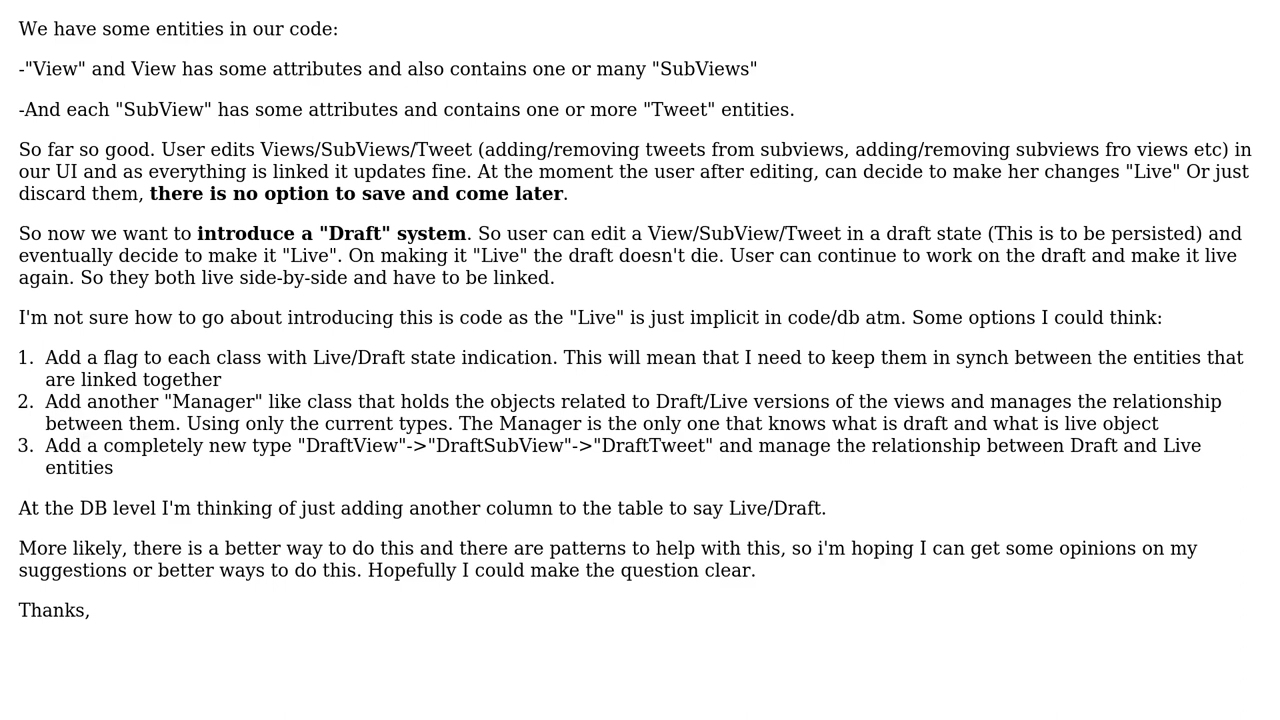 We have some entities in our code:
-"View" and View has some attributes and also contains one or many "SubViews"
-And each "SubView" has some attributes and contains one or more "Tweet" entities.
So far so good. User edits Views/SubViews/Tweet (adding/removing tweets from subviews, adding/removing subviews fro views etc) in
our UI and as everything is linked it updates fine. At the moment the user after editing, can decide to make her changes "Live" Or just
discard them, there is no option to save and come later.
So now we want to introduce a "Draft" system. So user can edit a View/SubView/Tweet in a draft state (This is to be persisted) and
eventually decide to make it "Live". On making it "Live" the draft doesn't die. User can continue to work on the draft and make it live
again. So they both live side-by-side and have to be linked.
I'm not sure how to go about introducing this is code as the "Live" is just implicit in code/db atm. Some options I could think:
1. Add a flag to each class with Live/Draft state indication. This will mean that I need to keep them in synch between the entities that
are linked together
2. Add another "Manager" like class that holds the objects related to Draft/Live versions of the views and manages the relationship
between them. Using only the current types. The Manager is the only one that knows what is draft and what is live object
3. Add a completely new type "DraftView"->"DraftSubView"->"DraftTweet" and manage the relationship between Draft and Live
entities
At the DB level I'm thinking of just adding another column to the table to say Live/Draft.
More likely, there is a better way to do this and there are patterns to help with this, so i'm hoping I can get some opinions on my
suggestions or better ways to do this. Hopefully I could make the question clear.
Thanks,